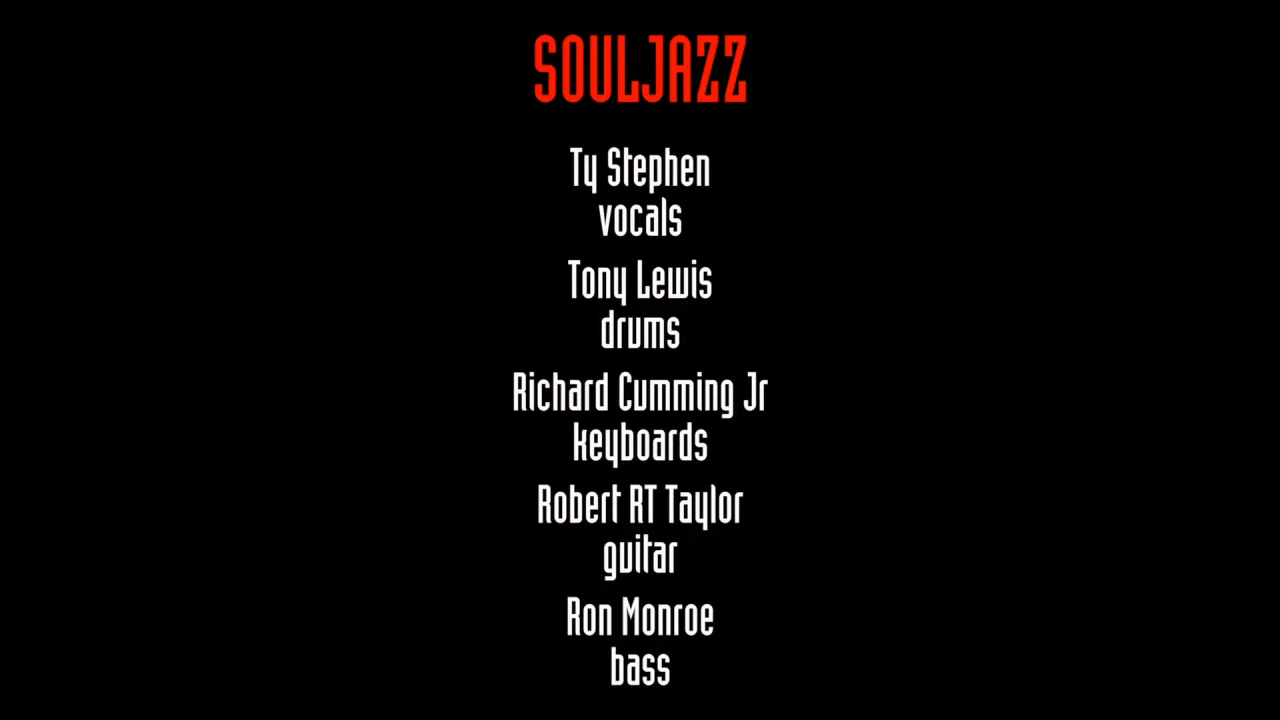 SOULJAZZ
Ty Stephen
vocals
Tony Lewis
drums
Richard Cumming Jr
keyboards
Robert RT Taylor
guitar
Ron Monroe
bass